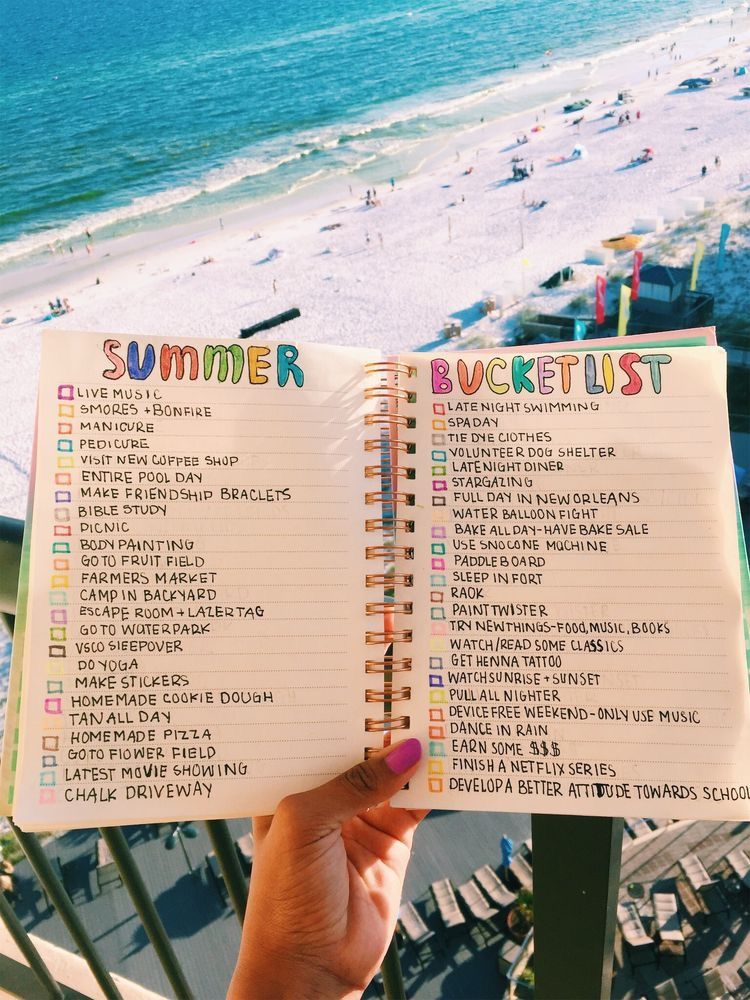 SUMMER
LIVE MUSIC
SMORES + BONFIRE
MANICURE
PEDICURE
VISIT NEW COFFEE SHOP
ENTIRE POOL DAY
MAKE FRIENDSHIP BRACLETS
BIBLE STUDY
PICNIC
BODY PAINTING
GO TO FRUIT FIELD
FARMERS MARKET
CAMP IN BACKYARD
ESCAPE ROOM + LAZER TAG
GO TO WATERPARK
VSCO SLEEPOVER
DO YOGA
MAKE STICKERS
HOMEMADE COOKIE DOUGH
TAN ALL DAY
HOMEMADE PIZZA
GO TO FLOWER FIELD
LATEST MOVIE SHOWING
CHALK DRIVEWAY
BUCKET LIST
LATE NIGHT SWIMMING
SPA DAY
TIE DYE CLOTHES
VOLUNTEER DOG SHELTER
LATE NIGHT DINER
STARGAZING
FULL DAY IN NEW ORLEANS
WATER BALLOON FIGHT
BAKE ALL DAY-HAVE BAKE SALE
USE SNOCONE MACHINE
PADDLE BOARD
SLEEP IN FORT
RAOK
PAINT TWISTER
TRY NEW THINGS-FOOD, MUSIC, BOOKS
WATCH/READ SOME CLASSICS
GET HENNA TATTOO
WATCH SUNRISE + SUNSET
PULL ALL NIGHTER
DEVICE FREE WEEKEND-ONLY USE MUSIC
DANCE IN RAIN
EARN SOME $$$
FINISH A NETFLIX SERIES
DEVELOP A BETTER ATTITUDE TOWARDS SCHOOL